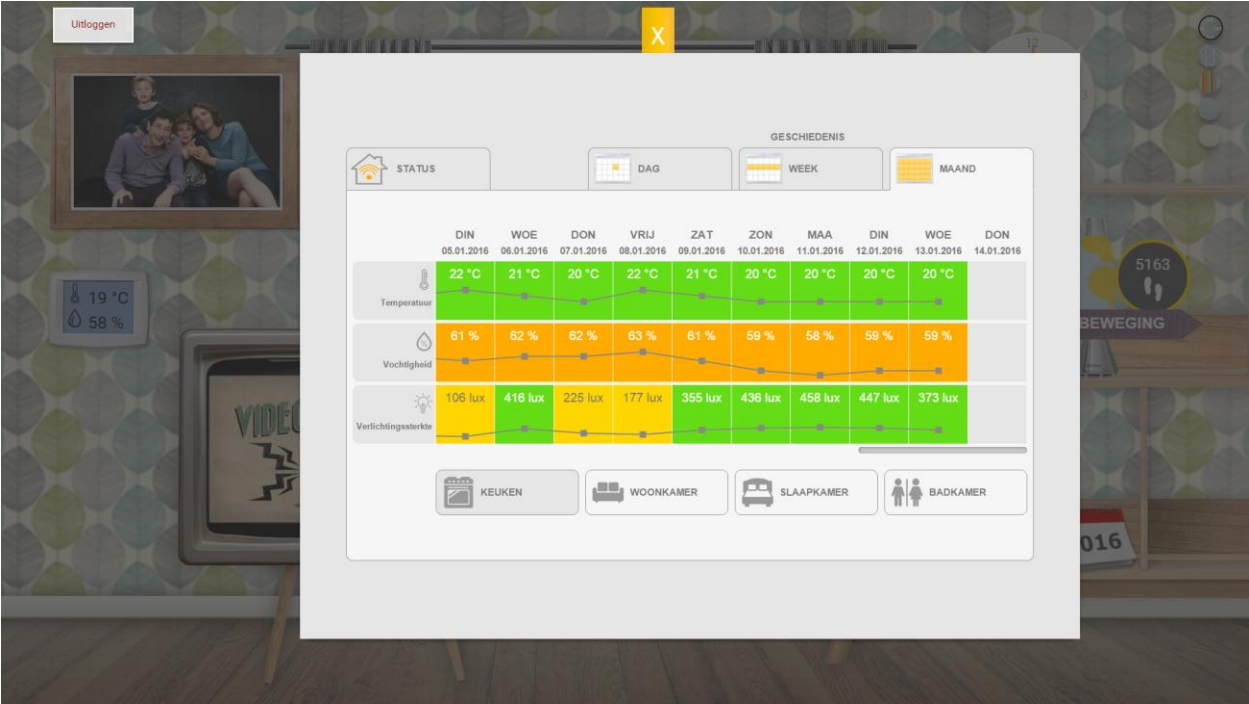 Uitloggen
X
12
3
GESCHIEDENIS
STATUS
DAG
WEEK
MAAND
DIN WOE DON VRIJ ZAT ZON MAA DIN WOE DON
05.01.2016 06.01.2016 07.01.2016 08.01.2016 09.01.2016 10.01.2016 11.01.2016 12.01.2016 13.01.2016 14.01.2016
22 °C 21 °C 20 °C 22 °C 21 °C 20 °C 20 °C 20 °C 20 °C
Temperatuur
61 % 62 % 62 % 63 % 61 % 59 % 58 % 59 % 59 %
%
Vochtigheid
106 lux 416 lux 225 lux 177 lux 355 lux 436 lux 458 lux 447 lux 373 lux
Verlichtingssterkte
KEUKEN
WOONKAMER
SLAAPKAMER
BADKAMER
19 °C
58 %
VIDEO
5163
BEWEGING
016